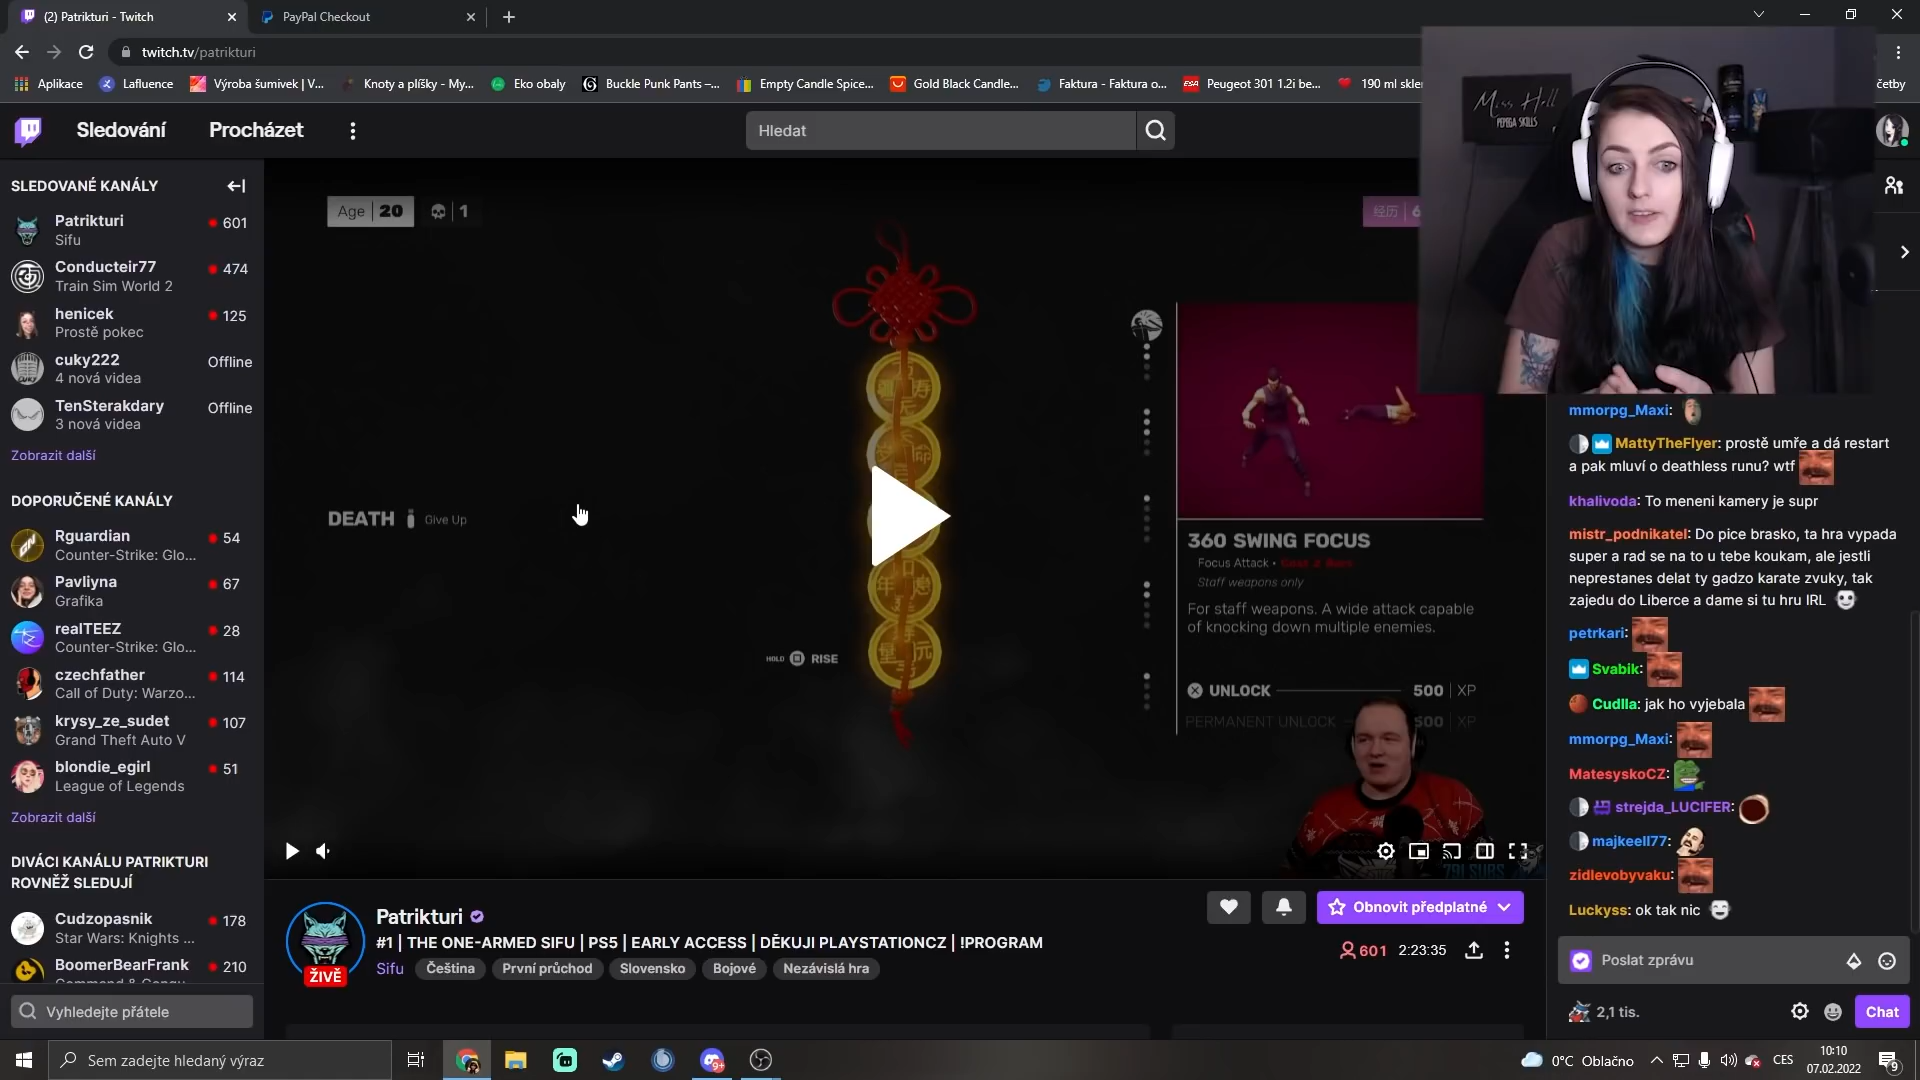 (2) Patrikturi - Twitch
PayPal Checkout
twitch.tv/patrikturi
Aplikace
Lafluence
Výroba šumivek | V...
Knoty a plíšky - My...
Eko obaly
Buckle Punk Pants –...
Empty Candle Spice...
Gold Black Candle...
Faktura - Faktura o...
Peugeot 301 1.2i be...
190 ml skle
četby
Sledování
Procházet
Hledat
Miss Hell
PEPEGA SKILLS
SLEDOVANÉ KANÁLY
Patrikturi 601
Sifu
Conducteir77 474
Train Sim World 2
henicek 125
Prostě pokec
cuky222 Offline
4 nová videa
TenSterakdary Offline
3 nová videa
Zobrazit další
DOPORUČENÉ KANÁLY
Rguardian 54
Counter-Strike: Glo...
Pavliyna 67
Grafika
realTEEZ 28
Counter-Strike: Glo...
czechfather 114
Call of Duty: Warzo...
krysy_ze_sudet 107
Grand Theft Auto V
blondie_egirl 51
League of Legends
Zobrazit další
DIVÁCI KANÁLU PATRIKTURI
ROVNĚŽ SLEDUJÍ
Cudzopasnik 178
Star Wars: Knights ...
BoomerBearFrank 210
Vyhledejte přátele
Age 20
1
经历 6
DEATH Give Up
HOLD RISE
360 SWING FOCUS
Focus Attack •
Staff weapons only
For staff weapons. A wide attack capable
of knocking down multiple enemies.
UNLOCK 500 XP
PERMANENT UNLOCK 500 XP
791 SUBS
Patrikturi
#1 | THE ONE-ARMED SIFU | PS5 | EARLY ACCESS | DĚKUJI PLAYSTATIONCZ | !PROGRAM
Sifu
Čeština
První průchod
Slovensko
Bojové
Nezávislá hra
ŽIVĚ
Obnovit předplatné
601 2:23:35
mmorpg_Maxi:
MattyTheFlyer: prostě umře a dá restart
a pak mluví o deathless runu? wtf
khalivoda: To meneni kamery je supr
mistr_podnikatel: Do pice brasko, ta hra vypada
super a rad se na to u tebe koukam, ale jestli
neprestanes delat ty gadzo karate zvuky, tak
zajedu do Liberce a dame si tu hru IRL
petrkari:
Svabik:
Cudlla: jak ho vyjebala
mmorpg_Maxi:
MatesyskoCZ:
strejda_LUCIFER:
majkeell77:
zidlevobyvaku:
Luckyss: ok tak nic
Poslat zprávu
2,1 tis.
Chat
Sem zadejte hledaný výraz
9+
0°C Oblačno
CES
10:10
07.02.2022
9